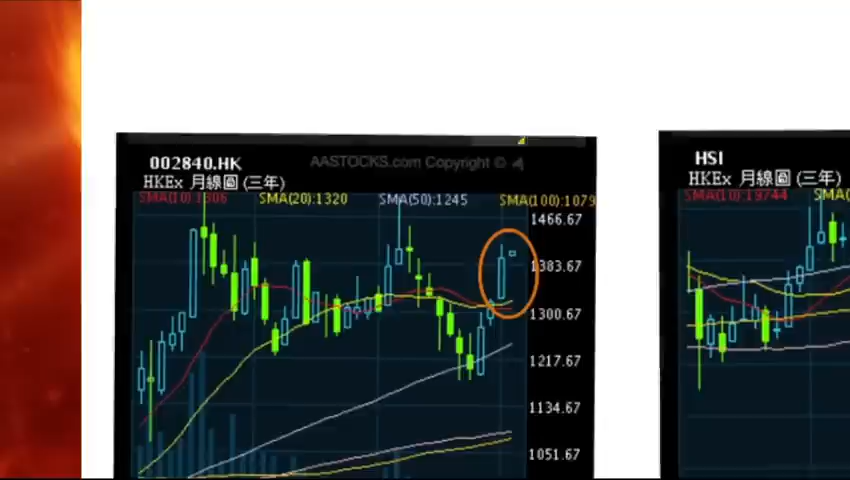 002840.HK
AASTOCKS.com Copyright ©
HKEx 月線圖 (三年)
SMA(10):1306 SMA(20):1320 SMA(50):1245 SMA(100):1079
1466.67
1383.67
1300.67
1217.67
1134.67
1051.67
HSI
HKEx 月線圖 (三年)
SMA(10):19744 SMA(